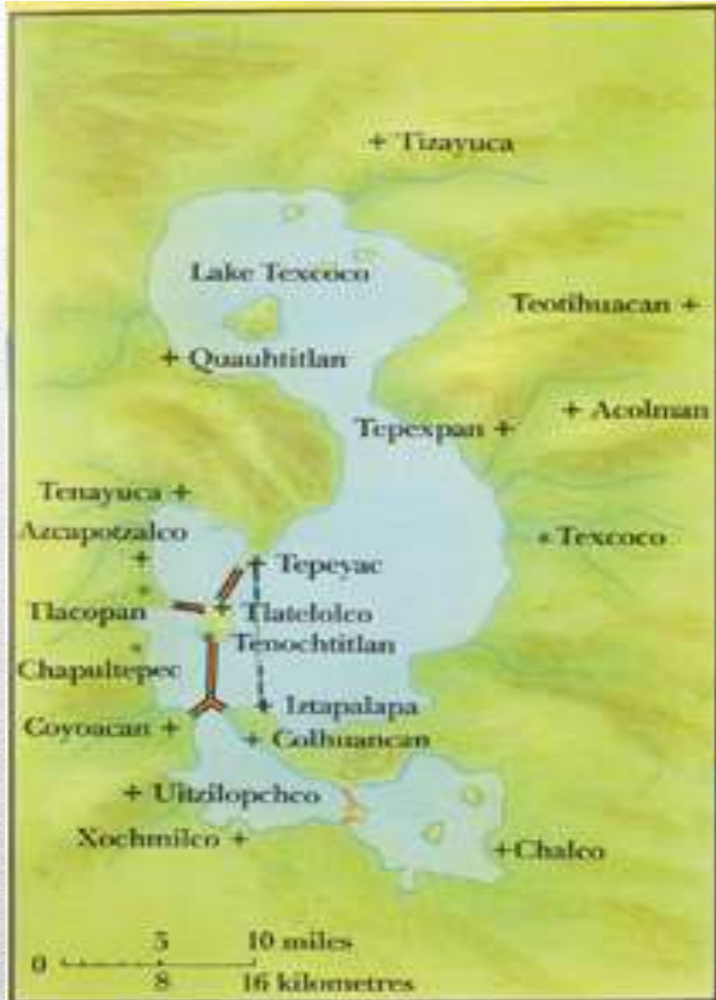 Tizayuca
Lake Texcoco
Teotihuacan
Quauhtitlan
Acolman
Tepexpan
Tenayuca
Azcapotzalco
Texcoco
Tepeyac
Tlacopan
Tlatelolco
Tenochtitlan
Chapultepec
Iztapalapa
Coyoacan
Colhuancan
Uitzilopchco
Xochmilco
Chalco
5 10 miles
0
8 16 kilometres